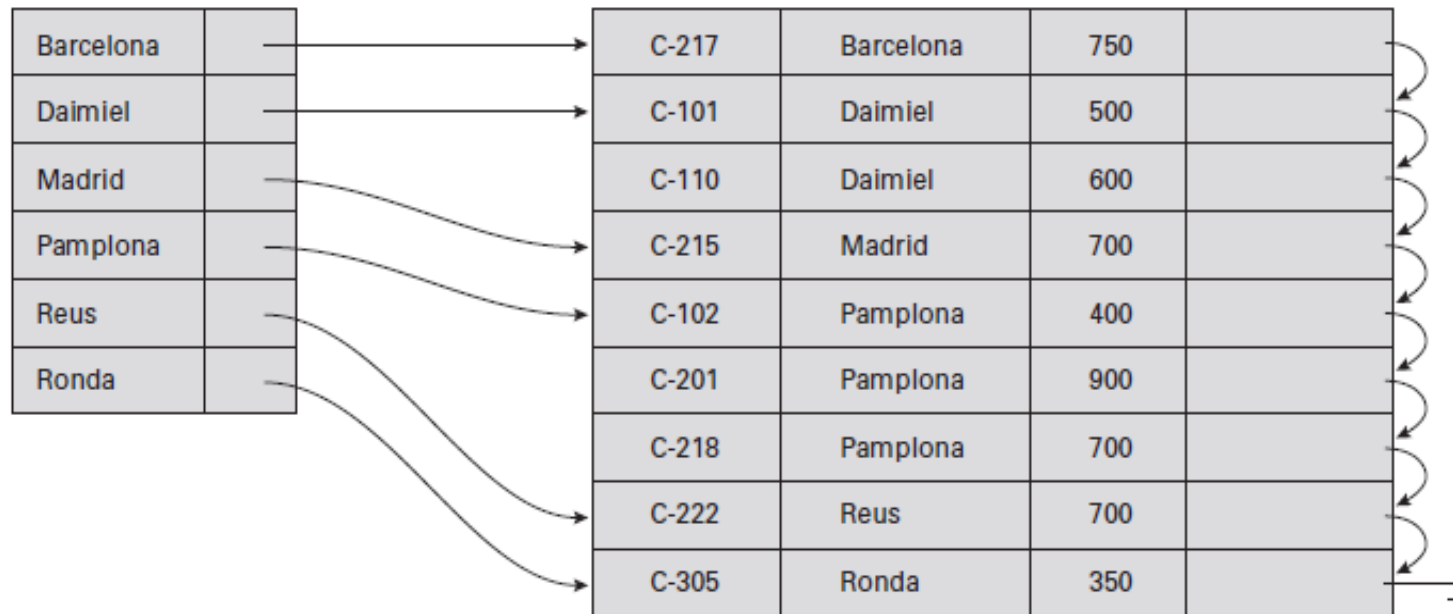 Barcelona
Daimiel
Madrid
Pamplona
Reus
Ronda
C-217 Barcelona 750
C-101 Daimiel 500
C-110 Daimiel 600
C-215 Madrid 700
C-102 Pamplona 400
C-201 Pamplona 900
C-218 Pamplona 700
C-222 Reus 700
C-305 Ronda 350